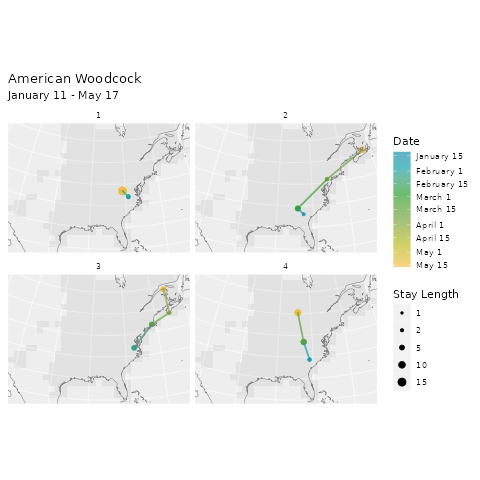 American Woodcock
January 11 - May 17
1
2
3
4
Date
January 15
February 1
February 15
March 1
March 15
April 1
April 15
May 1
May 15
Stay Length
1
2
5
10
15